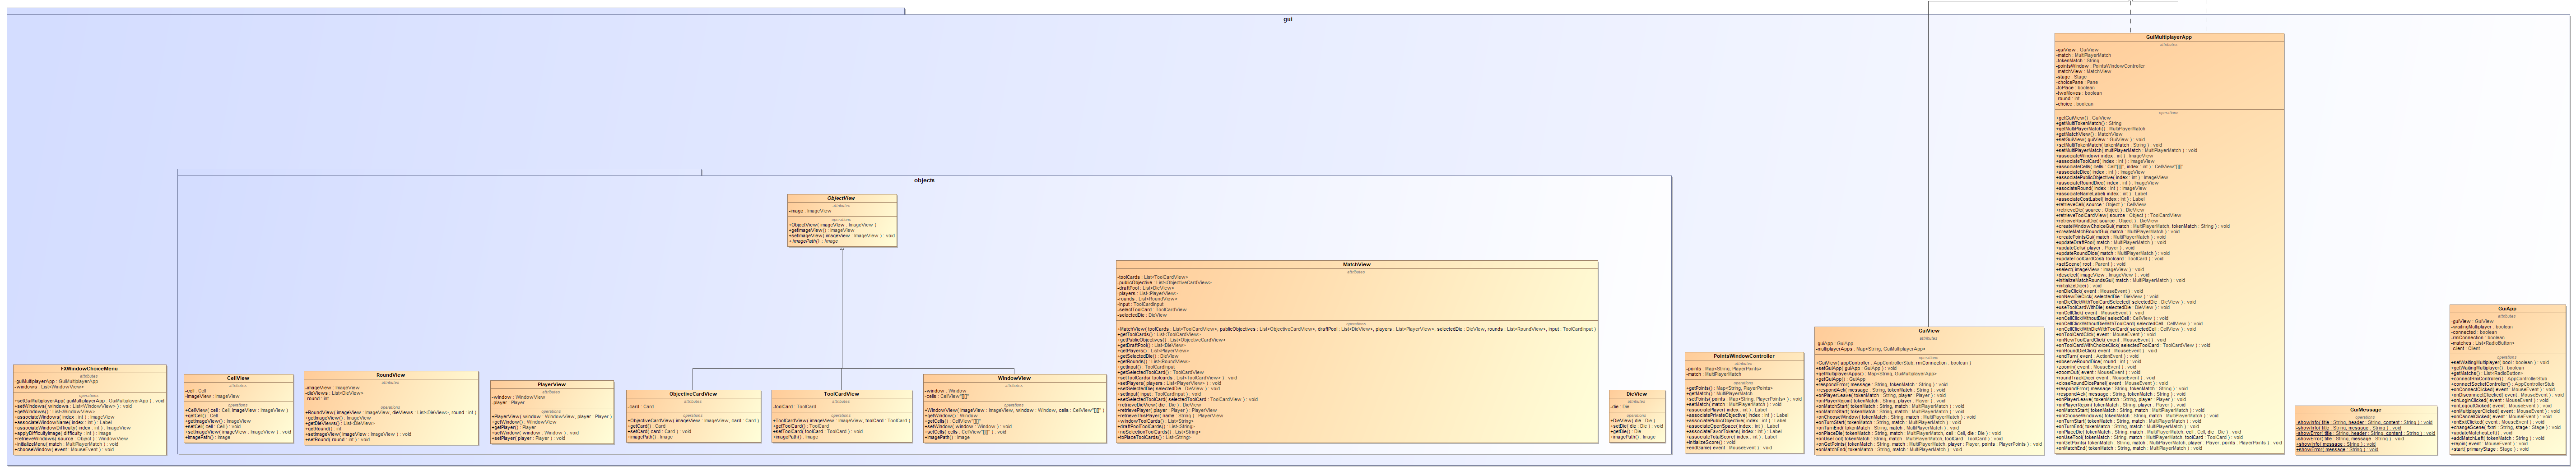 gui
objects
ObjectView
attributes
-image : ImageView
operations
+ObjectView( imageView : ImageView )
+getImageView() : ImageView
+setImageView( imageView : ImageView ) : void
+.imagePath() : Image
FXWindowChoiceMenu
attributes
-guiMultiplayerApp : GuiMultiplayerApp
-windows : List<WindowView>
operations
+setGuiMultiplayerApp( guiMultiplayerApp : GuiMultiplayerApp ) : void
+setWindows( windows : List<WindowView> ) : void
+getWindows() : List<WindowView>
+associateWindows( index : int ) : ImageView
+associateWindowName( index : int ) : Label
+associateWindowDifficulty( index : int ) : ImageView
+applyDifficultyImage( difficulty : int ) : Image
+retrieveWindows( source : Object ) : WindowView
+initializeMenu( match : MultiPlayerMatch ) : void
+chooseWindow( event : MouseEvent ) : void
CellView
attributes
-cell : Cell
-imageView : ImageView
operations
+CellView( cell : Cell, imageView : ImageView )
+getCell() : Cell
+getImageView() : ImageView
+setCell( cell : Cell ) : void
+setImageView( imageView : ImageView ) : void
+imagePath() : Image
RoundView
attributes
-imageView : ImageView
-dieViews : List<DieView>
-round : int
operations
+RoundView( imageView : ImageView, dieViews : List<DieView>, round : int )
+getImageView() : ImageView
+getDieViews() : List<DieView>
+getRound() : int
+setImageView( imageView : ImageView ) : void
+setRound( round : int ) : void
PlayerView
attributes
-window : WindowView
-player : Player
operations
+PlayerView( window : WindowView, player : Player )
+getPlayer() : Player
+getWindow() : WindowView
+setWindow( window : Window ) : void
+setPlayer( player : Player ) : void
ObjectiveCardView
attributes
-card : Card
operations
+ObjectiveCardView( imageView : ImageView, card : Card )
+getCard() : Card
+setCard( card : Card ) : void
+imagePath() : Image
ToolCardView
attributes
-toolCard : ToolCard
operations
+ToolCardView( imageView : ImageView, toolCard : ToolCard )
+getToolCard() : ToolCard
+setToolCard( toolCard : ToolCard ) : void
+imagePath() : Image
WindowView
attributes
-window : Window
-cells : CellView"[][]"
operations
+WindowView( imageView : ImageView, window : Window, cells : CellView"[][]" )
+getWindow() : Window
+getCells() : CellView"[][]"
+setWindow( window : Window ) : void
+setCells( cells : CellView"[][]" ) : void
+imagePath() : Image
MatchView
attributes
-toolCards : List<ToolCardView>
-publicObjective : List<ObjectiveCardView>
-draftPool : List<DieView>
-players : List<PlayerView>
-rounds : List<RoundView>
-input : ToolCardInput
-selectToolCard : ToolCardView
-selectedDie : DieView
operations
+MatchView( toolcards : List<ToolCardView>, publicObjectives : List<ObjectiveCardView>, draftPool : List<DieView>, players : List<PlayerView>, selectedDie : DieView, rounds : List<RoundView>, input : ToolCardInput )
+getToolcards() : List<ToolCardView>
+getPublicObjectives() : List<ObjectiveCardView>
+getDraftPool() : List<DieView>
+getPlayers() : List<PlayerView>
+getSelectedDie() : DieView
+getRounds() : List<RoundView>
+getInput() : ToolCardInput
+getSelectedToolCard() : ToolCardView
+setToolcards( toolcards : List<ToolCardView> ) : void
+setPlayers( players : List<PlayerView> ) : void
+setSelectedDie( selectedDie : DieView ) : void
+setInput( input : ToolCardInput ) : void
+setSelectedToolCard( selectedToolCard : ToolCardView ) : void
+retrieveDieView( die : Die ) : DieView
+retrievePlayer( player : Player ) : PlayerView
+retrieveThisPlayer( name : String ) : PlayerView
+windowToolCards() : List<String>
+draftPoolToolCards() : List<String>
+noSelectionToolCards() : List<String>
+toPlaceToolCards() : List<String>
DieView
attributes
-die : Die
operations
+getDie() : Die
+imagePath() : Image
PointsWindowController
attributes
-points : Map<String, PlayerPoints>
-match : MultiPlayerMatch
operations
+getPoints() : Map<String, PlayerPoints>
+getMatch() : MultiPlayerMatch
+setPoints( points : Map<String, PlayerPoints> ) : void
+setMatch( match : MultiPlayerMatch ) : void
+associatePlayer( index : int ) : Label
+associatePrivateObjective( index : int ) : Label
+associatePublicObjective( index : int ) : Label
+associateOpenSpace( index : int ) : Label
+associateFavorTokens( index : int ) : Label
+associateTotalScore( index : int ) : Label
+initializeScore() : void
+endGame( event : MouseEvent ) : void
GuiView
attributes
-guiApp : GuiApp
-multiplayerApps : Map<String, GuiMultiplayerApp>
operations
+GuiView( appController : AppControllerStub, rmiConnection : boolean )
+setGuiApp( guiApp : GuiApp ) : void
+getMultiplayerApps() : Map<String, GuiMultiplayerApp>
+getGuiApp() : GuiApp
+respondError( message : String, tokenMatch : String ) : void
+respondAck( message : String, tokenMatch : String ) : void
+onPlayerLeave( tokenMatch : String, player : Player ) : void
+onPlayerRejoin( tokenMatch : String, player : Player ) : void
+onMatchStart( tokenMatch : String, match : MultiPlayerMatch ) : void
+onChooseWindow( tokenMatch : String, match : MultiPlayerMatch ) : void
+onTurnStart( tokenMatch : String, match : MultiPlayerMatch ) : void
+onTurnEnd( tokenMatch : String, match : MultiPlayerMatch ) : void
+onPlaceDie( tokenMatch : String, match : MultiPlayerMatch, cell : Cell, die : Die ) : void
+onUseTool( tokenMatch : String, match : MultiPlayerMatch, toolCard : ToolCard ) : void
+onGetPoints( tokenMatch : String, match : MultiPlayerMatch, player : Player, points : PlayerPoints ) : void
+onMatchEnd( tokenMatch : String, match : MultiPlayerMatch ) : void
GuiMultiplayerApp
attributes
-guiView : GuiView
-match : MultiPlayerMatch
-tokenMatch : String
-pointsWindow : PointsWindowController
-matchView : MatchView
-stage : Stage
-choicePane : Pane
-toPlace : boolean
-twoMoves : boolean
-round : int
-choice : boolean
operations
+getGuiView() : GuiView
+getMultiTokenMatch() : String
+getMultiPlayerMatch() : MultiPlayerMatch
+getMatchView() : MatchView
+setGuiView( guiView : GuiView ) : void
+setMultiTokenMatch( tokenMatch : String ) : void
+setMultiPlayerMatch( multiPlayerMatch : MultiPlayerMatch ) : void
+associateWindow( index : int ) : ImageView
+associateToolCard( index : int ) : ImageView
+associateCells( cells : Cell"[][]", index : int ) : CellView"[][]"
+associateDice( index : int ) : ImageView
+associatePublicObjective( index : int ) : ImageView
+associateRoundDice( index : int ) : ImageView
+associateRound( index : int ) : ImageView
+associateNameLabel( index : int ) : Label
+associateCostLabel( index : int ) : Label
+retrieveCell( source : Object ) : CellView
+retrieveDie( source : Object ) : DieView
+retrieveToolCardView( source : Object ) : ToolCardView
+retrieveRoundDie( source : Object ) : DieView
+createWindowChoiceGui( match : MultiPlayerMatch, tokenMatch : String ) : void
+createMatchRoundGui( match : MultiPlayerMatch ) : void
+createPointsGui( match : MultiPlayerMatch ) : void
+updateDraftPool( match : MultiPlayerMatch ) : void
+updateCells( player : Player ) : void
+updateRoundDice( match : MultiPlayerMatch ) : void
+updateToolCardCost( toolcard : ToolCard ) : void
+setScene( root : Parent ) : void
+select( imageView : ImageView ) : void
+deselect( imageView : ImageView ) : void
+initializeMatchRoundsGui( match : MultiPlayerMatch ) : void
+initializeDice() : void
+onDieClick( event : MouseEvent ) : void
+onNewDieClick( selectedDie : DieView ) : void
+onDieClickWithToolCardSelected( selectedDie : DieView ) : void
+useToolCardWithDie( selectedDie : DieView ) : void
+onCellClick( event : MouseEvent ) : void
+onCellClickWithoutDie( selectCell : CellView ) : void
+onCellClickWithoutDieWithToolCard( selectedCell : CellView ) : void
+onCellClickWithDieWithToolCard( selectedCell : CellView ) : void
+onToolCardClick( event : MouseEvent ) : void
+onNewToolCardClick( event : MouseEvent ) : void
+onToolCardWithChoiceClick( selectedToolCard : ToolCardView ) : void
+onRoundDieClick( event : MouseEvent ) : void
+endTurn( event : ActionEvent ) : void
+observeRoundDice( round : int ) : void
+zoomIn( event : MouseEvent ) : void
+zoomOut( event : MouseEvent ) : void
+roundTrackDice( event : MouseEvent ) : void
+closeRoundDicePanel( event : MouseEvent ) : void
+respondError( message : String ) : void
+respondAck( message : String ) : void
+onPlayerLeave( tokenMatch : String, player : Player ) : void
+onPlayerRejoin( tokenMatch : String, player : Player ) : void
+onMatchStart( tokenMatch : String, match : MultiPlayerMatch ) : void
+onChooseWindow( tokenMatch : String, match : MultiPlayerMatch ) : void
+onTurnStart( tokenMatch : String, match : MultiPlayerMatch ) : void
+onTurnEnd( tokenMatch : String, match : MultiPlayerMatch ) : void
+onPlaceDie( tokenMatch : String, match : MultiPlayerMatch, cell : Cell, die : Die ) : void
+onUseTool( tokenMatch : String, match : MultiPlayerMatch, toolCard : ToolCard ) : void
+onGetPoints( tokenMatch : String, match : MultiPlayerMatch, player : Player, points : PlayerPoints ) : void
+onMatchEnd( tokenMatch : String, match : MultiPlayerMatch ) : void
GuiMessage
operations
+showInfo( title : String, header : String, content : String ) : void
+showInfo( title : String, message : String ) : void
+showError( title : String, header : String, content : String ) : void
+showError( title : String, message : String ) : void
+showInfo( message : String ) : void
+showError( message : String ) : void
GuiApp
attributes
-guiView : GuiView
-waitingMultiplayer : boolean
-connected : boolean
-rmiConnection : boolean
-matches : List<RadioButton>
-client : Client
operations
+setWaitingMultiplayer( bool : boolean ) : void
+getWaitingMultiplayer() : boolean
+getMatchs() : List<RadioButton>
+connectRmiController() : AppControllerStub
+connectSocketController() : AppControllerStub
+onConnectClicked( event : MouseEvent ) : void
+onDisconnectClicked( event : MouseEvent ) : void
+onLoginClicked( event : MouseEvent ) : void
+onLogoutClicked( event : MouseEvent ) : void
+onMultiplayerClicked( event : MouseEvent ) : void
+onExitClicked( event : MouseEvent ) : void
+changeScene( fxml : String, stage : Stage ) : void
+updateMatchesLeft() : void
+addMatchLeft( tokenMatch : String ) : void
+rejoin( event : MouseEvent ) : void
+start( primaryStage : Stage ) : void